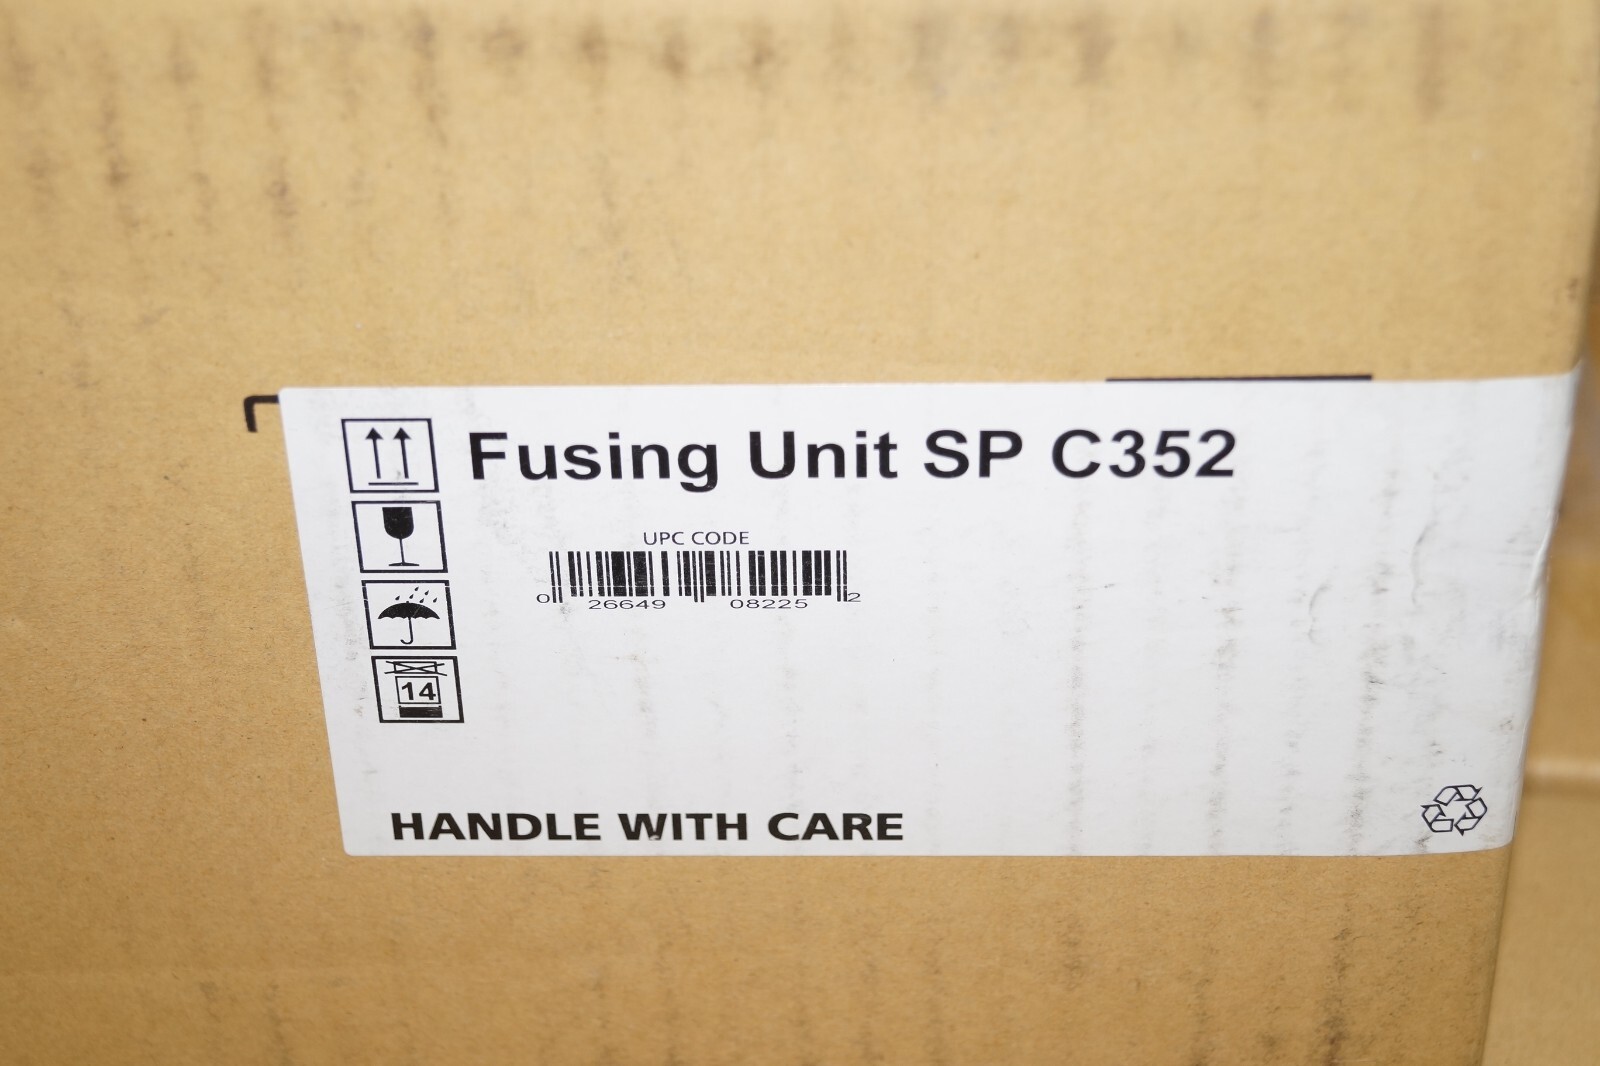 Fusing Unit SP C352
UPC CODE
0 26649 08225 2
14
HANDLE WITH CARE